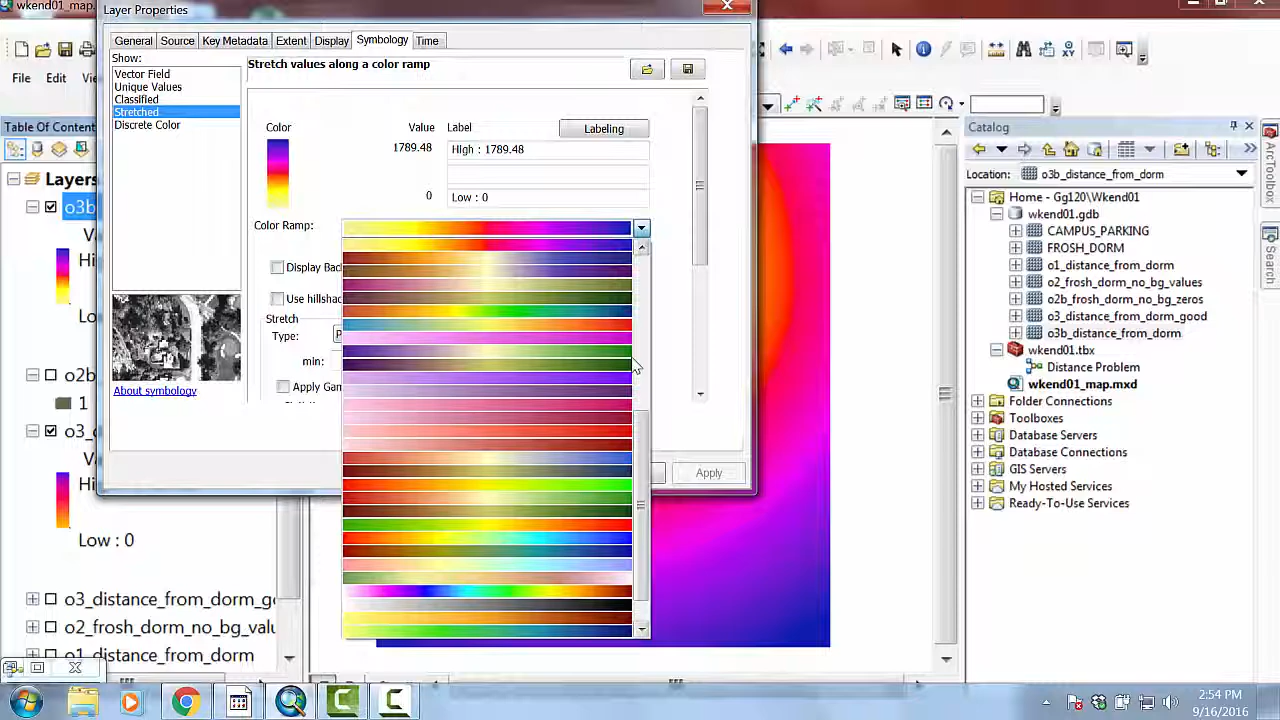 wkend01_map.
Layer Properties
General Source Key Metadata Extent Display Symbology Time
Show:
Vector Field
Unique Values
Classified
Stretched
Discrete Color
About symbology
Stretch values along a color ramp
Color Value Label Labeling
1789.48 High : 1789.48
0 Low : 0
Color Ramp:
Display Bac
Use hillsha
Stretch
Type:
min:
Apply Gam
Apply
File Edit
Table Of Content
Layers
o3b
Va
Hi
Lo
o2b
1
o3_
Va
Hi
Low : 0
o3_distance_from_dorm_gc
o2_frosh_dorm_no_bg_valu
o1_distance_from_dorm
Catalog
Location: o3b_distance_from_dorm
Home - Gg120\Wkend01
wkend01.gdb
CAMPUS_PARKING
FROSH_DORM
o1_distance_from_dorm
o2_frosh_dorm_no_bg_values
o2b_frosh_dorm_no_bg_zeros
o3_distance_from_dorm_good
o3b_distance_from_dorm
wkend01.tbx
Distance Problem
wkend01_map.mxd
Folder Connections
Toolboxes
Database Servers
Database Connections
GIS Servers
My Hosted Services
Ready-To-Use Services
ArcToolbox
Search
2:54 PM
9/16/2016